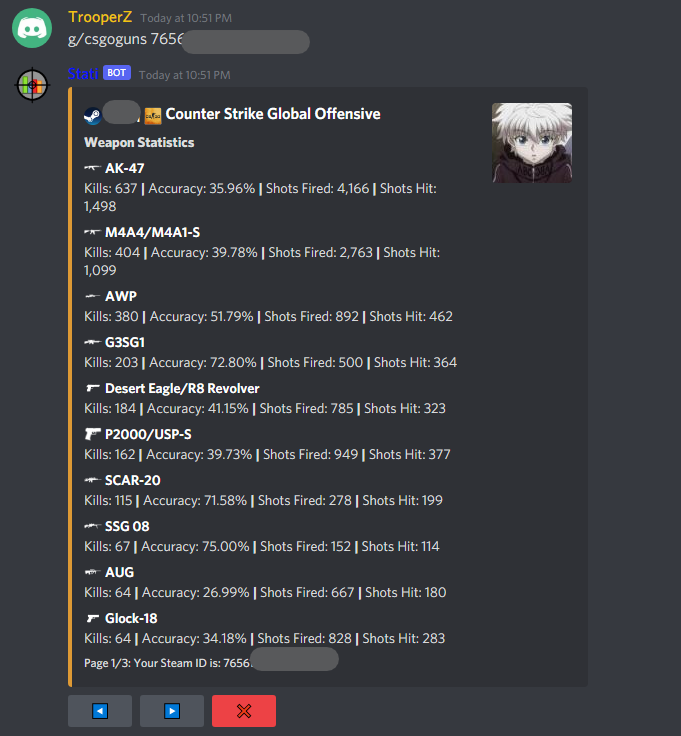 TrooperZ Today at 10:51 PM
g/csgoguns 7656
Stati BOT Today at 10:51 PM
Counter Strike Global Offensive
Weapon Statistics
AK-47
Kills: 637 | Accuracy: 35.96% | Shots Fired: 4,166 | Shots Hit:
1,498
M4A4/M4A1-S
Kills: 404 | Accuracy: 39.78% | Shots Fired: 2,763 | Shots Hit:
1,099
AWP
Kills: 380 | Accuracy: 51.79% | Shots Fired: 892 | Shots Hit: 462
G3SG1
Kills: 203 | Accuracy: 72.80% | Shots Fired: 500 | Shots Hit: 364
Desert Eagle/R8 Revolver
Kills: 184 | Accuracy: 41.15% | Shots Fired: 785 | Shots Hit: 323
P2000/USP-S
Kills: 162 | Accuracy: 39.73% | Shots Fired: 949 | Shots Hit: 377
SCAR-20
Kills: 115 | Accuracy: 71.58% | Shots Fired: 278 | Shots Hit: 199
SSG 08
Kills: 67 | Accuracy: 75.00% | Shots Fired: 152 | Shots Hit: 114
AUG
Kills: 64 | Accuracy: 26.99% | Shots Fired: 667 | Shots Hit: 180
Glock-18
Kills: 64 | Accuracy: 34.18% | Shots Fired: 828 | Shots Hit: 283
Page 1/3: Your Steam ID is: 7656